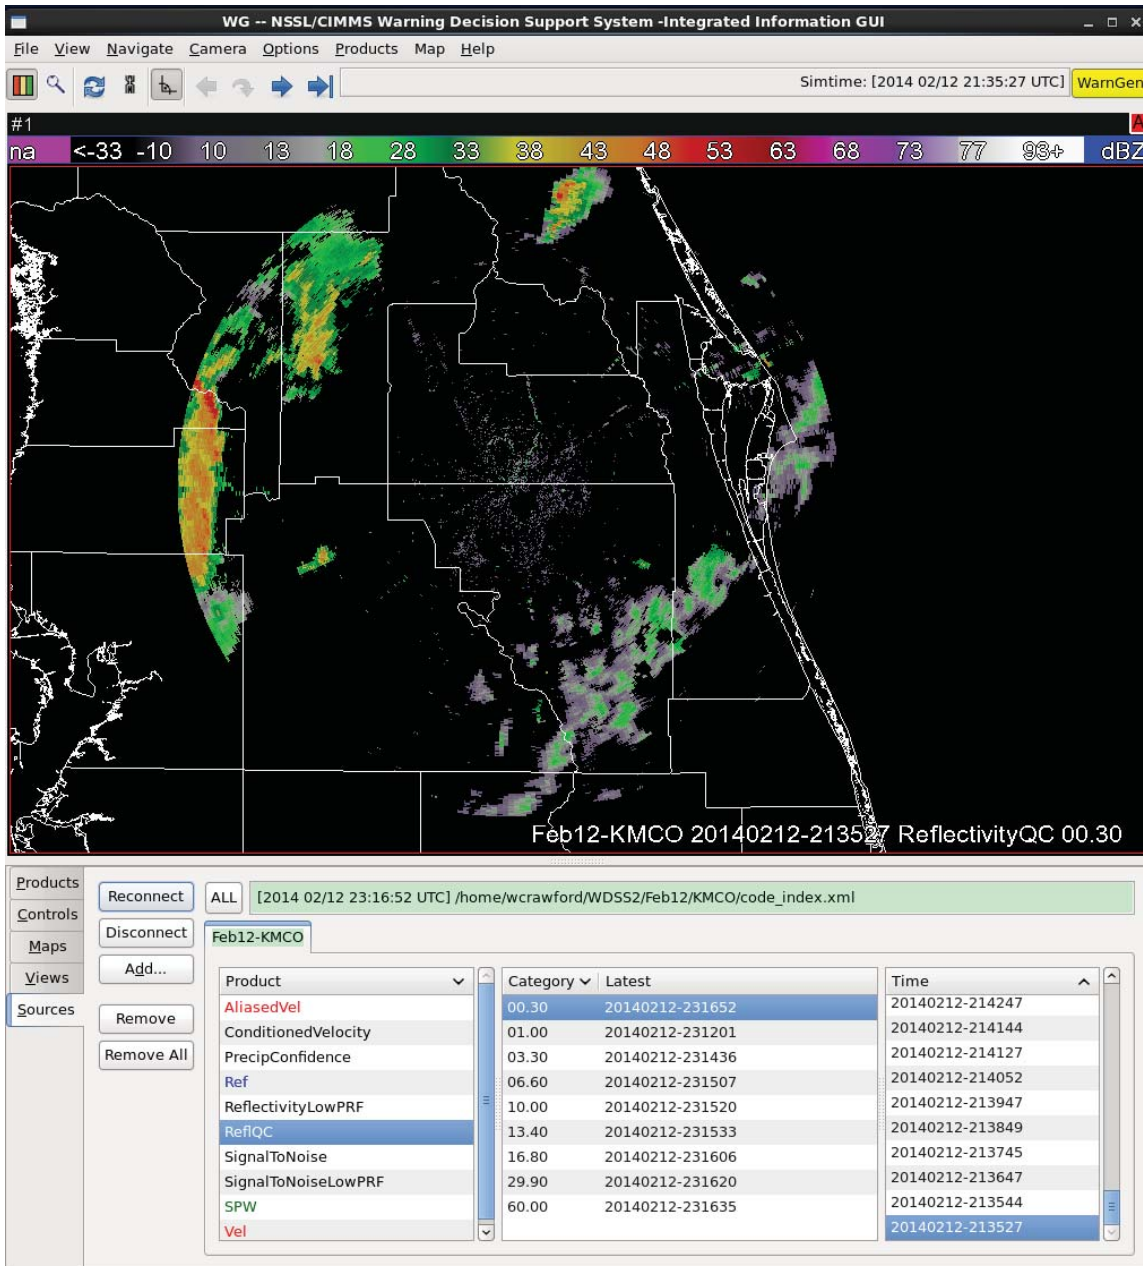 WG -- NSSL/CIMMS Warning Decision Support System -Integrated Information GUI
File View Navigate Camera Options Products Map Help
Simtime: [2014 02/12 21:35:27 UTC] WarnGen
#1 A
na <-33 -10 10 13 18 28 33 38 43 48 53 63 68 73 77 93+ dBZ
Feb12-KMCO 20140212-213527 ReflectivityQC 00.30
Products
Controls
Maps
Views
Sources
Reconnect
Disconnect
Add...
Remove
Remove All
ALL [2014 02/12 23:16:52 UTC] /home/wcrawford/WDSS2/Feb12/KMCO/code_index.xml
Feb12-KMCO
Product
AliasedVel
ConditionedVelocity
PrecipConfidence
Ref
ReflectivityLowPRF
ReflQC
SignalToNoise
SignalToNoiseLowPRF
SPW
Vel
Category Latest
00.30 20140212-231652
01.00 20140212-231201
03.30 20140212-231436
06.60 20140212-231507
10.00 20140212-231520
13.40 20140212-231533
16.80 20140212-231606
29.90 20140212-231620
60.00 20140212-231635
Time
20140212-214247
20140212-214144
20140212-214127
20140212-214052
20140212-213947
20140212-213849
20140212-213745
20140212-213647
20140212-213544
20140212-213527